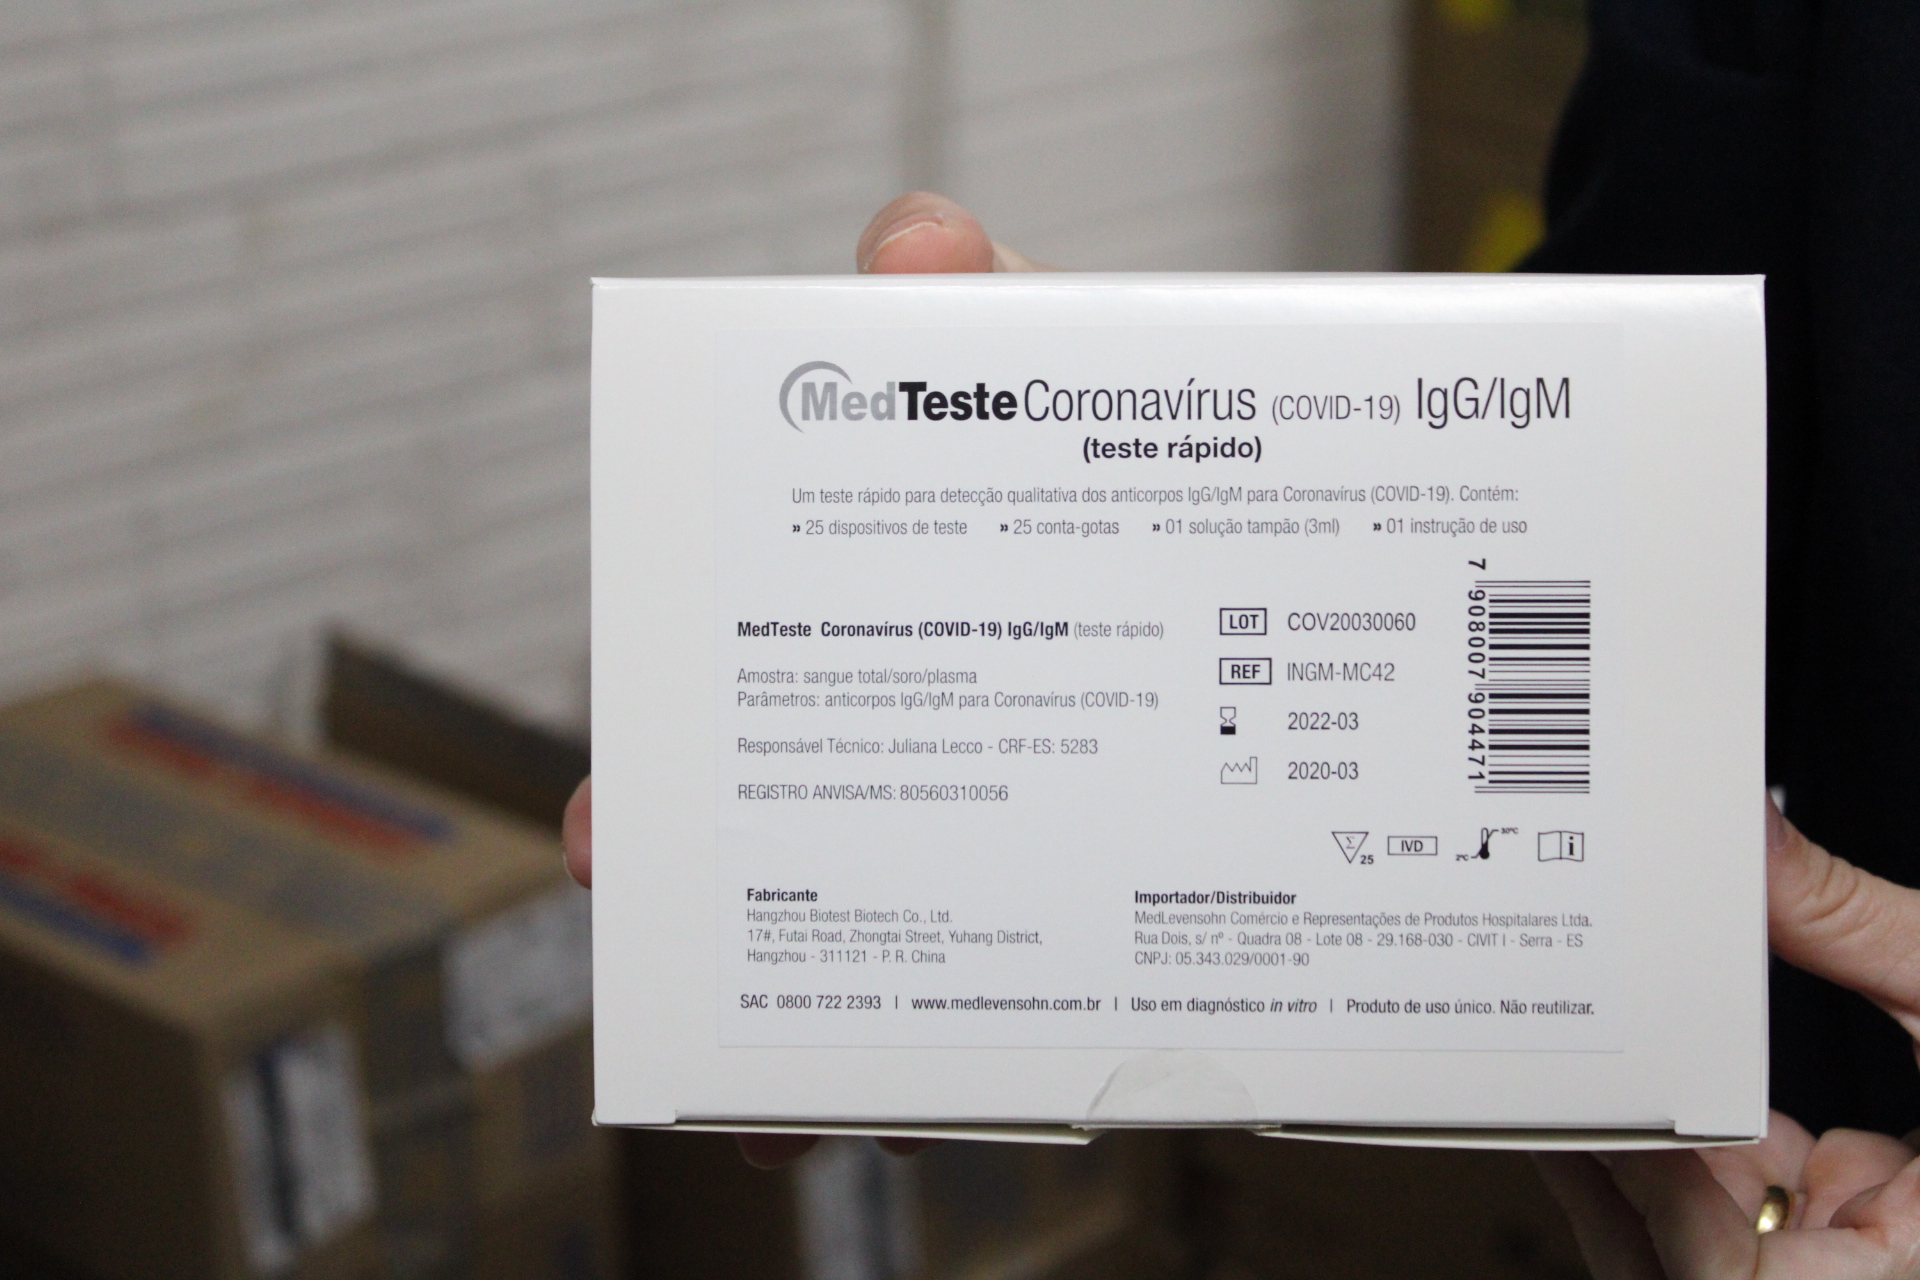 MedTeste Coronavírus (COVID-19) IgG/IgM
(teste rápido)
Um teste rápido para detecção qualitativa dos anticorpos IgG/IgM para Coronavírus (COVID-19). Contém:
» 25 dispositivos de teste » 25 conta-gotas » 01 solução tampão (3ml) » 01 instrução de uso
MedTeste Coronavírus (COVID-19) IgG/IgM (teste rápido)
Amostra: sangue total/soro/plasma
Parâmetros: anticorpos IgG/IgM para Coronavírus (COVID-19)
Responsável Técnico: Juliana Lecco - CRF-ES: 5283
REGISTRO ANVISA/MS: 80560310056
LOT COV20030060
REF INGM-MC42
2022-03
2020-03
7 908007 904471
Σ 25 IVD 2ºC 30ºC i
Fabricante
Hangzhou Biotest Biotech Co., Ltd.
17#, Futai Road, Zhongtai Street, Yuhang District,
Hangzhou - 311121 - P. R. China
Importador/Distribuidor
MedLevensohn Comércio e Representações de Produtos Hospitalares Ltda.
Rua Dois, s/ nº - Quadra 08 - Lote 08 - 29.168-030 - CIVIT I - Serra - ES
CNPJ: 05.343.029/0001-90
SAC 0800 722 2393 | www.medlevensohn.com.br | Uso em diagnóstico in vitro | Produto de uso único. Não reutilizar.